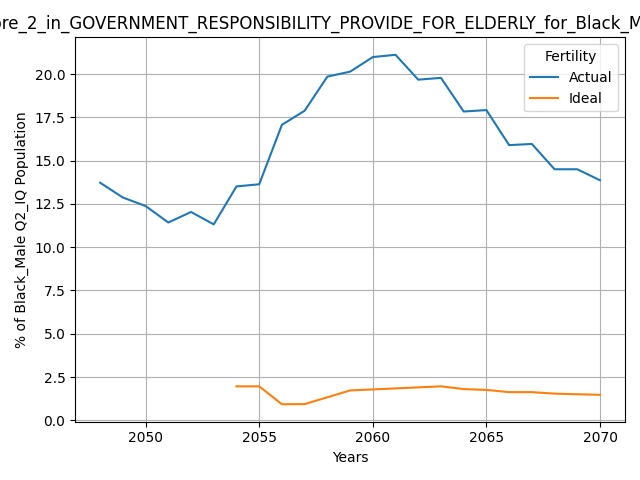 ore_2_in_GOVERNMENT_RESPONSIBILITY_PROVIDE_FOR_ELDERLY_for_Black_M
Fertility
Actual
Ideal
% of Black_Male Q2_IQ Population
20.0
17.5
15.0
12.5
10.0
7.5
5.0
2.5
0.0
2050
2055
2060
2065
2070
Years